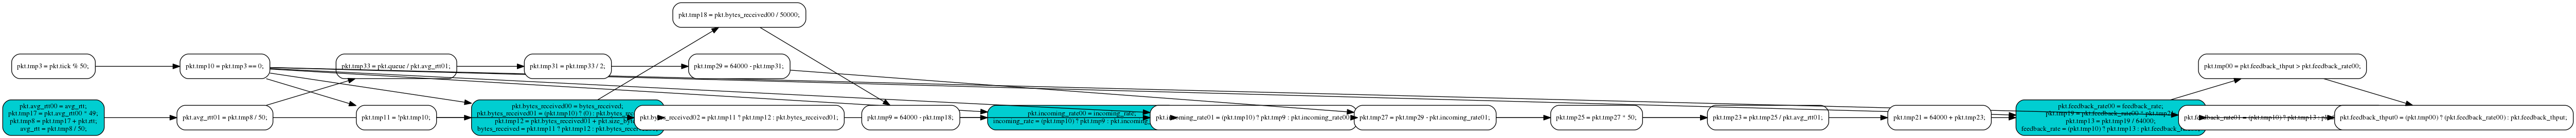 pkt.tmp18 = pkt.bytes_received00 / 50000;
pkt.tmp3 = pkt.tick % 50;
pkt.tmp10 = pkt.tmp3 == 0;
pkt.tmp33 = pkt.queue / pkt.avg_rtt01;
pkt.tmp31 = pkt.tmp33 / 2;
pkt.tmp29 = 64000 - pkt.tmp31;
pkt.tmp00 = pkt.feedback_thput > pkt.feedback_rate00;
pkt.avg_rtt00 = avg_rtt;
pkt.tmp17 = pkt.avg_rtt00 * 49;
pkt.tmp8 = pkt.tmp17 + pkt.rtt;
avg_rtt = pkt.tmp8 / 50;
pkt.avg_rtt01 = pkt.tmp8 / 50;
pkt.tmp11 = !pkt.tmp10;
pkt.bytes_received00 = bytes_received;
pkt.bytes_received01 = (pkt.tmp10) ? (0) : pkt.bytes_received00;
pkt.tmp12 = pkt.bytes_received01 + pkt.size_bytes;
bytes_received = pkt.tmp11 ? pkt.tmp12 : pkt.bytes_received01;
pkt.bytes_received02 = pkt.tmp11 ? pkt.tmp12 : pkt.bytes_received01;
pkt.tmp9 = 64000 - pkt.tmp18;
pkt.incoming_rate00 = incoming_rate;
incoming_rate = (pkt.tmp10) ? pkt.tmp9 : pkt.incoming
incoming_rate01 = (pkt.tmp10) ? pkt.tmp9 : pkt.incoming_rate00
pkt.tmp27 = pkt.tmp29 - pkt.incoming_rate01;
pkt.tmp25 = pkt.tmp27 * 50;
pkt.tmp23 = pkt.tmp25 / pkt.avg_rtt01;
pkt.tmp21 = 64000 + pkt.tmp23;
pkt.feedback_rate00 = feedback_rate;
pkt.tmp19 = pkt.feedback_rate00 * pkt.tmp21;
pkt.tmp13 = pkt.tmp19 / 64000;
feedback_rate = (pkt.tmp10) ? pkt.tmp13 : pkt.feedback
pkt.feedback_rate01 = (pkt.tmp10) ? pkt.tmp13 :
pkt.feedback_thput0 = (pkt.tmp00) ? (pkt.feedback_rate00) : pkt.feedback_thput;